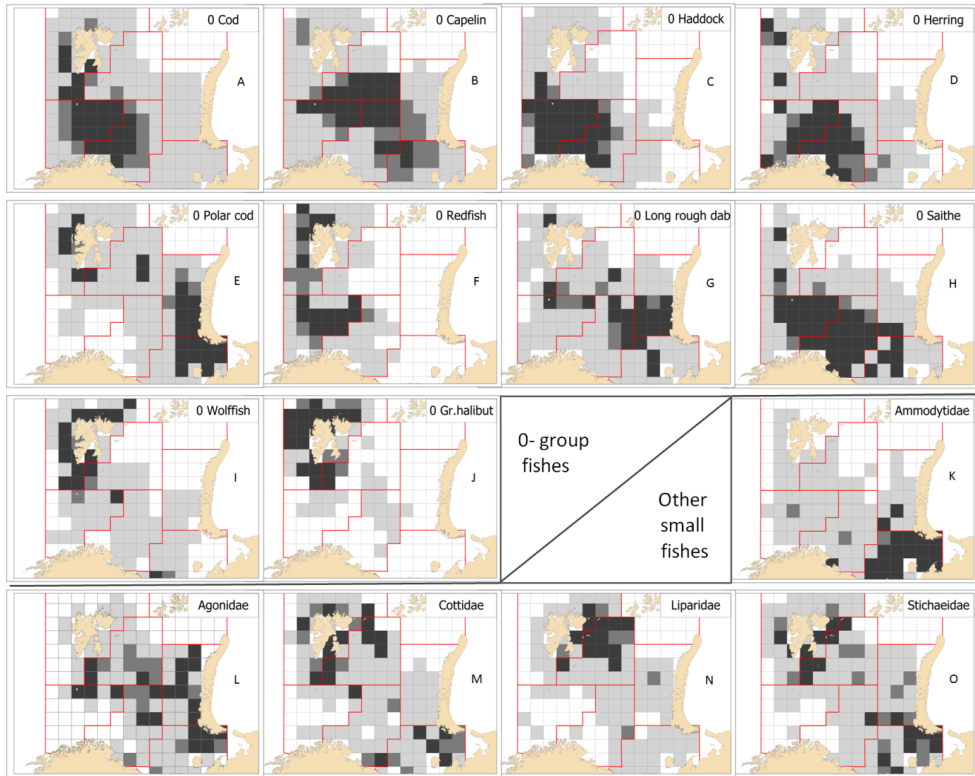 0 Cod
A
0 Capelin
B
0 Haddock
C
0 Herring
D
0 Polar cod
E
0 Redfish
F
0 Long rough dab
G
0 Saithe
H
0 Wolffish
I
0 Gr.halibut
J
0- group
fishes
Other
small
fishes
Ammodytidae
K
Agonidae
L
Cottidae
M
Liparidae
N
Stichaeidae
O